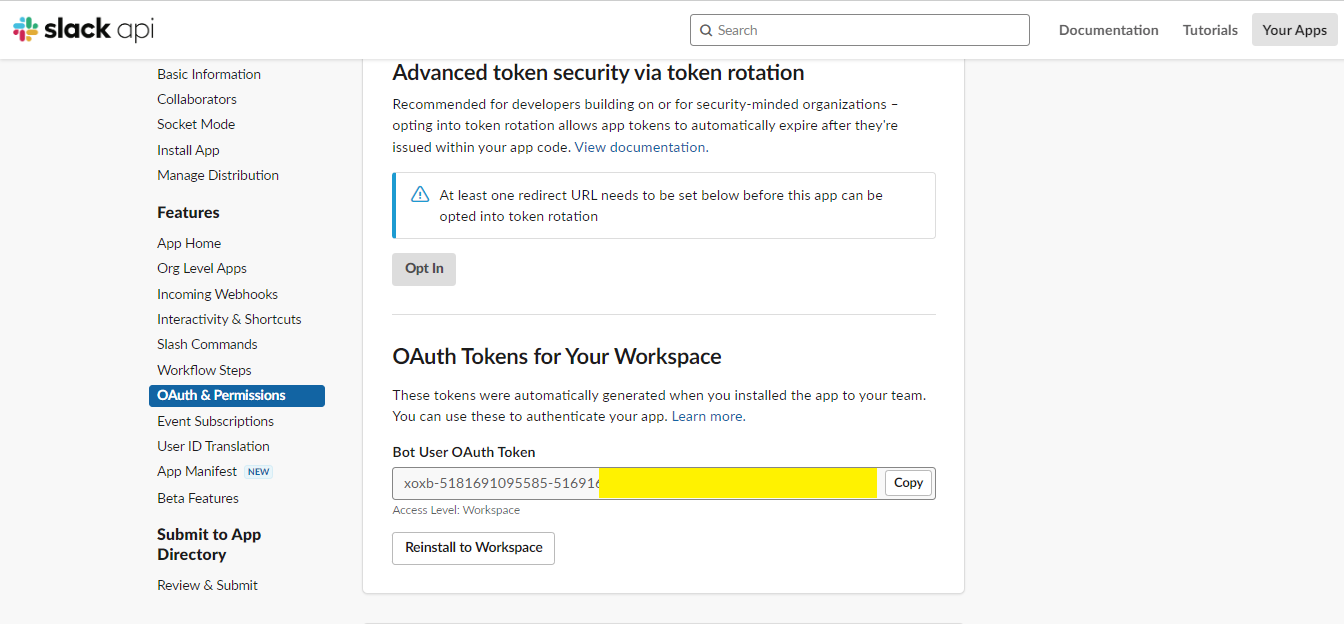 slack api
Search
Documentation
Tutorials
Your Apps
Basic Information
Collaborators
Socket Mode
Install App
Manage Distribution
Features
App Home
Org Level Apps
Incoming Webhooks
Interactivity & Shortcuts
Slash Commands
Workflow Steps
OAuth & Permissions
Event Subscriptions
User ID Translation
App Manifest NEW
Beta Features
Submit to App
Directory
Review & Submit
Advanced token security via token rotation
Recommended for developers building on or for security-minded organizations –
opting into token rotation allows app tokens to automatically expire after they're
issued within your app code. View documentation.
At least one redirect URL needs to be set below before this app can be
opted into token rotation
Opt In
OAuth Tokens for Your Workspace
These tokens were automatically generated when you installed the app to your team.
You can use these to authenticate your app. Learn more.
Bot User OAuth Token
xoxb-5181691095585-516916
Copy
Access Level: Workspace
Reinstall to Workspace